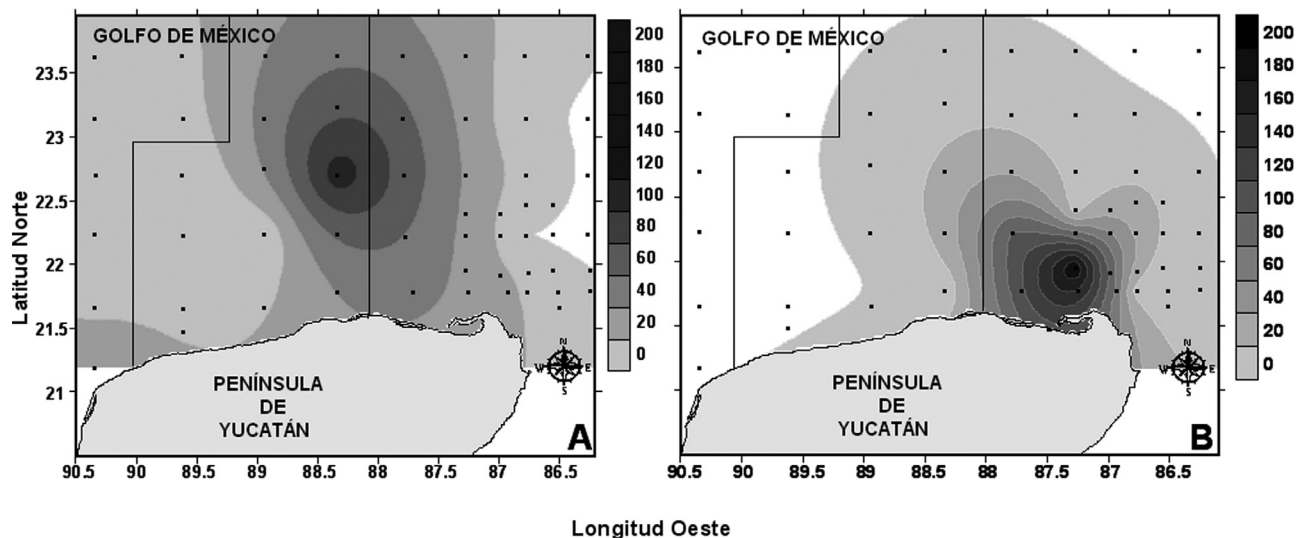 GOLFO DE MÉXICO
Latitud Norte
23.5
23
22.5
22
21.5
21
PENÍNSULA
DE
YUCATÁN
N
W E
S
A
90.5 90 89.5 89 88.5 88 87.5 87 86.5
200
180
160
140
120
100
80
60
40
20
0
GOLFO DE MÉXICO
PENÍNSULA
DE
YUCATÁN
N
W E
S
B
90.5 90 89.5 89 88.5 88 87.5 87 86.5
200
180
160
140
120
100
80
60
40
20
0
Longitud Oeste